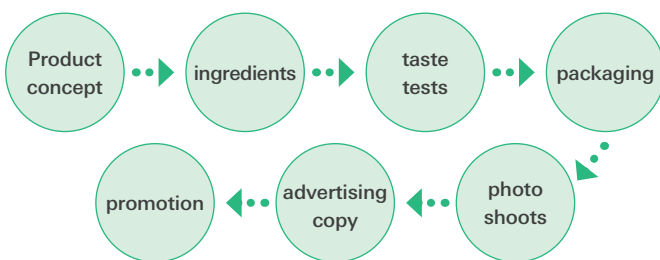 Product
concept
ingredients
taste
tests
packaging
photo
shoots
advertising
copy
promotion